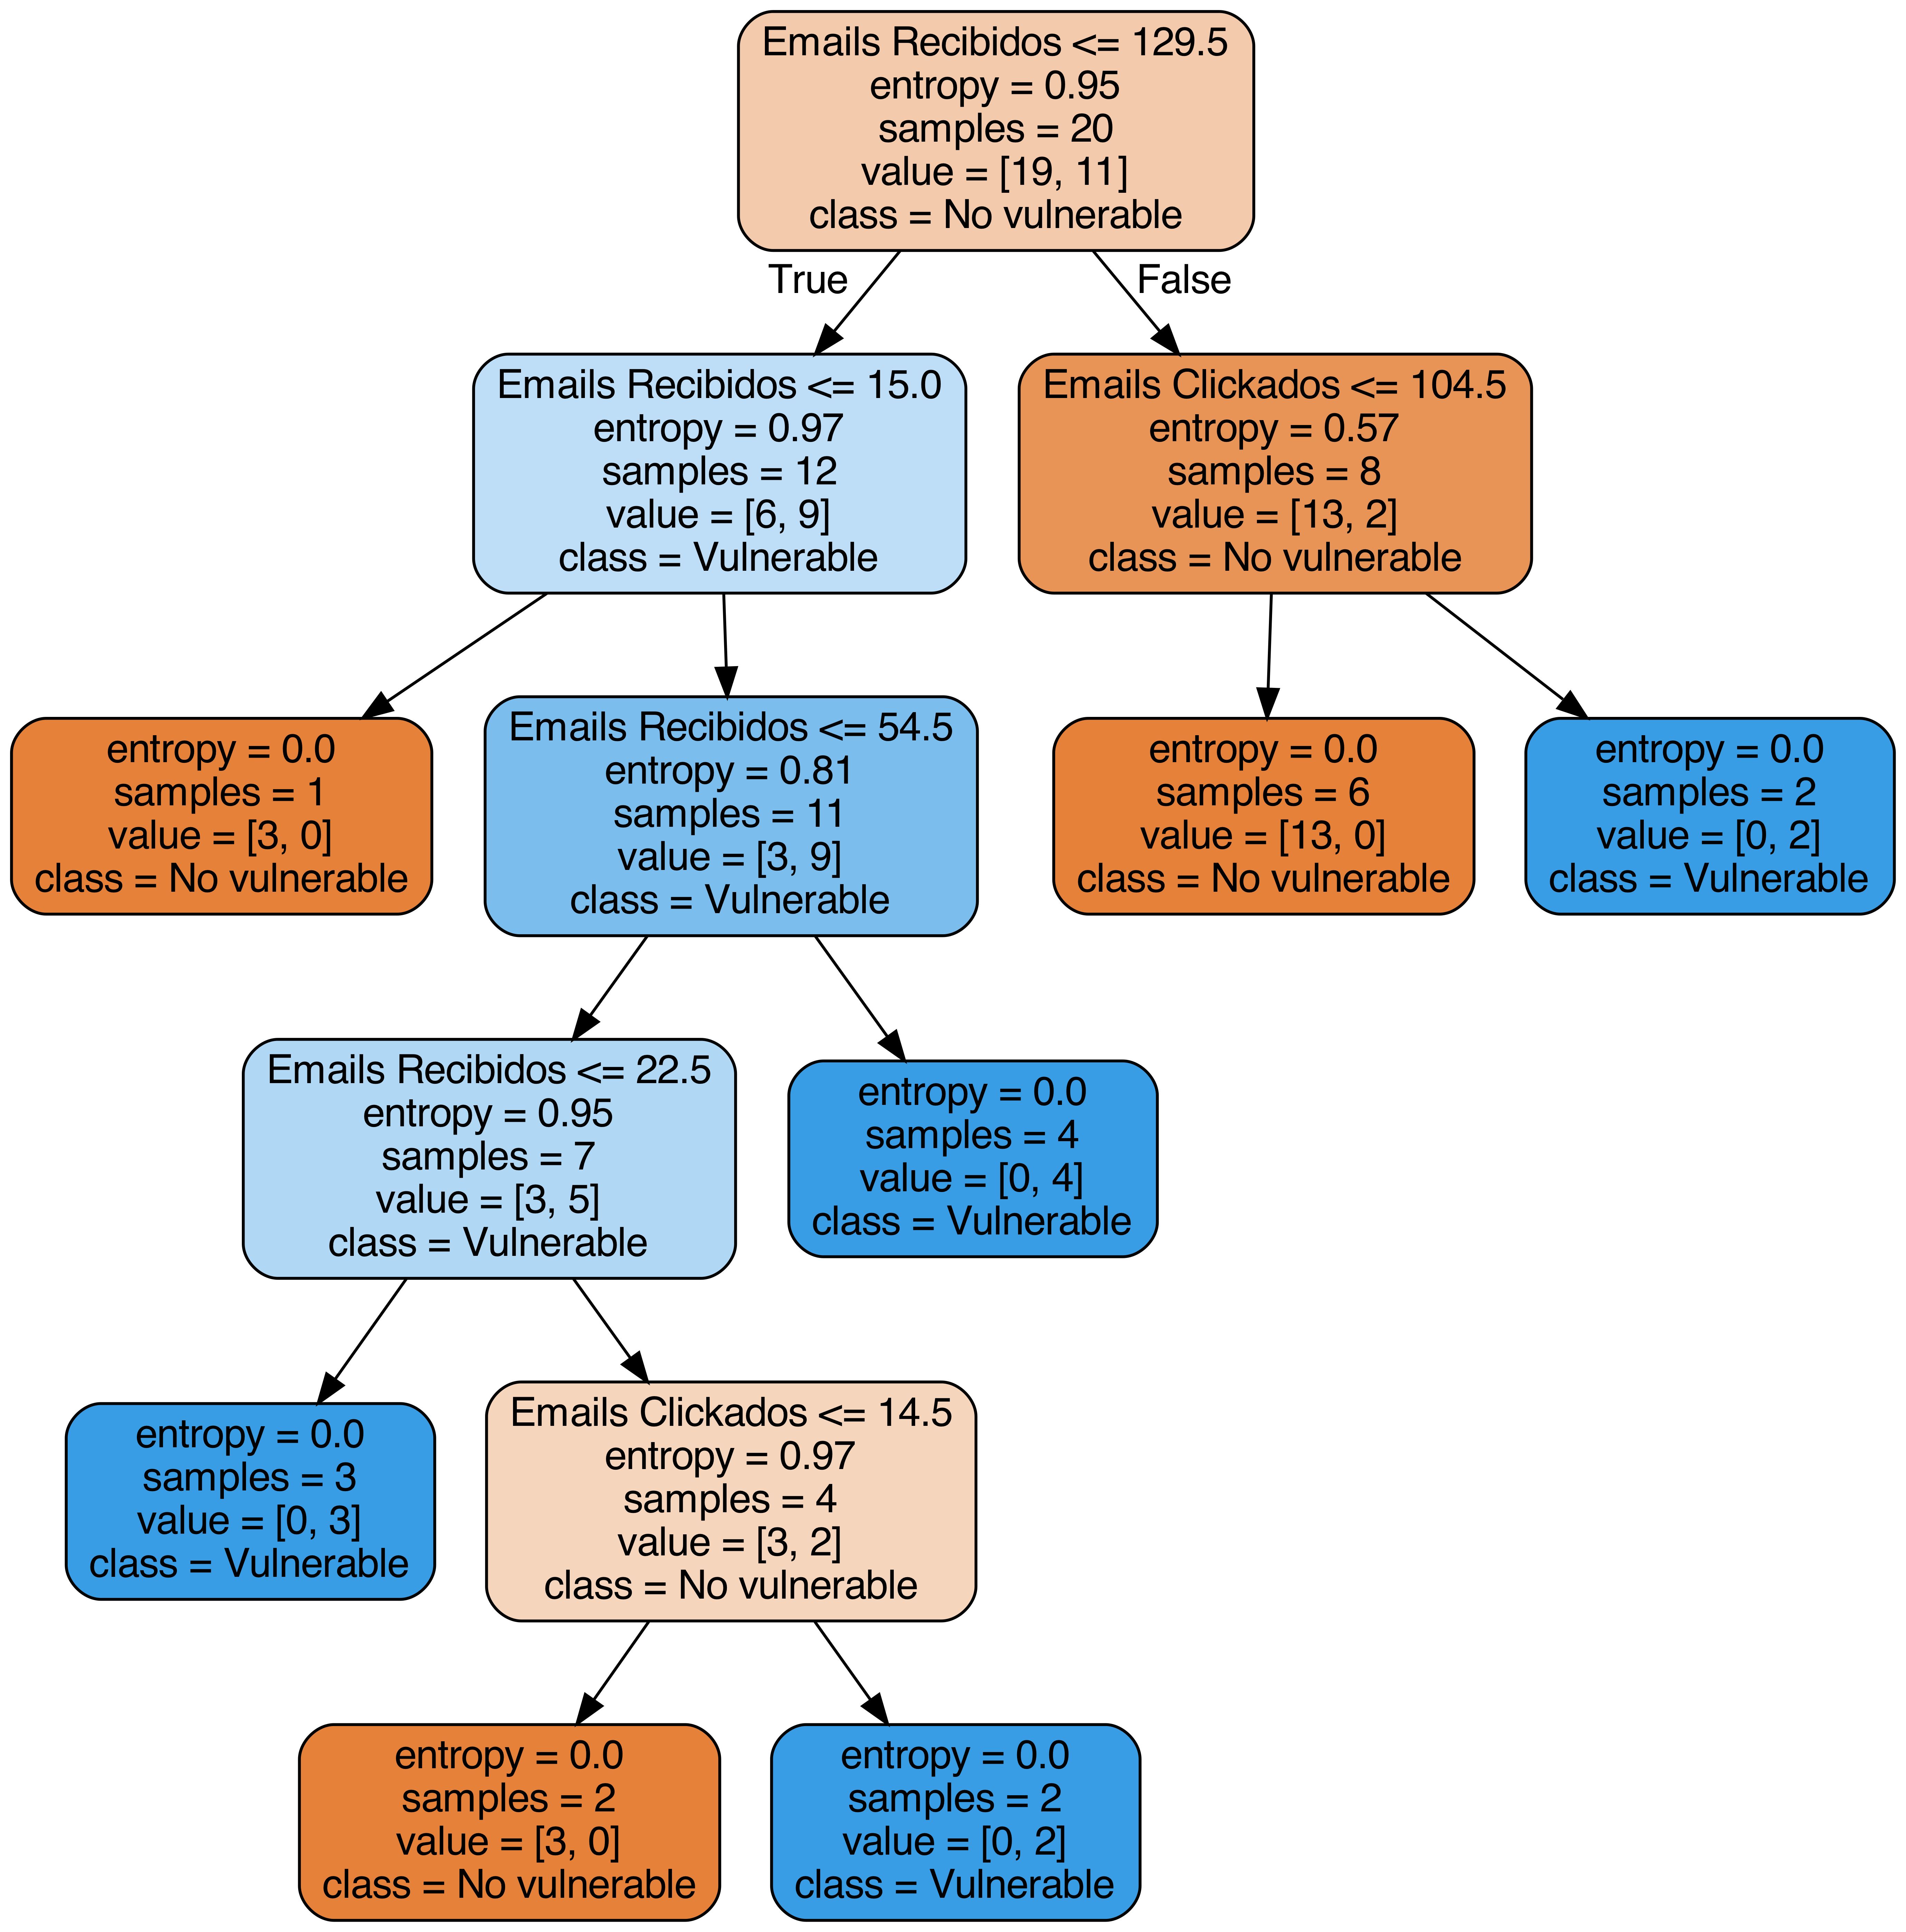 Emails Recibidos <= 129.5
entropy = 0.95
samples = 20
value = [19, 11]
class = No vulnerable
True
False
Emails Recibidos <= 15.0
entropy = 0.97
samples = 12
value = [6, 9]
class = Vulnerable
Emails Clickados <= 104.5
entropy = 0.57
samples = 8
value = [13, 2]
class = No vulnerable
entropy = 0.0
samples = 1
value = [3, 0]
class = No vulnerable
Emails Recibidos <= 54.5
entropy = 0.81
samples = 11
value = [3, 9]
class = Vulnerable
entropy = 0.0
samples = 6
value = [13, 0]
class = No vulnerable
entropy = 0.0
samples = 2
value = [0, 2]
class = Vulnerable
Emails Recibidos <= 22.5
entropy = 0.95
samples = 7
value = [3, 5]
class = Vulnerable
entropy = 0.0
samples = 4
value = [0, 4]
class = Vulnerable
entropy = 0.0
samples = 3
value = [0, 3]
class = Vulnerable
Emails Clickados <= 14.5
entropy = 0.97
samples = 4
value = [3, 2]
class = No vulnerable
entropy = 0.0
samples = 2
value = [3, 0]
class = No vulnerable
entropy = 0.0
samples = 2
value = [0, 2]
class = Vulnerable